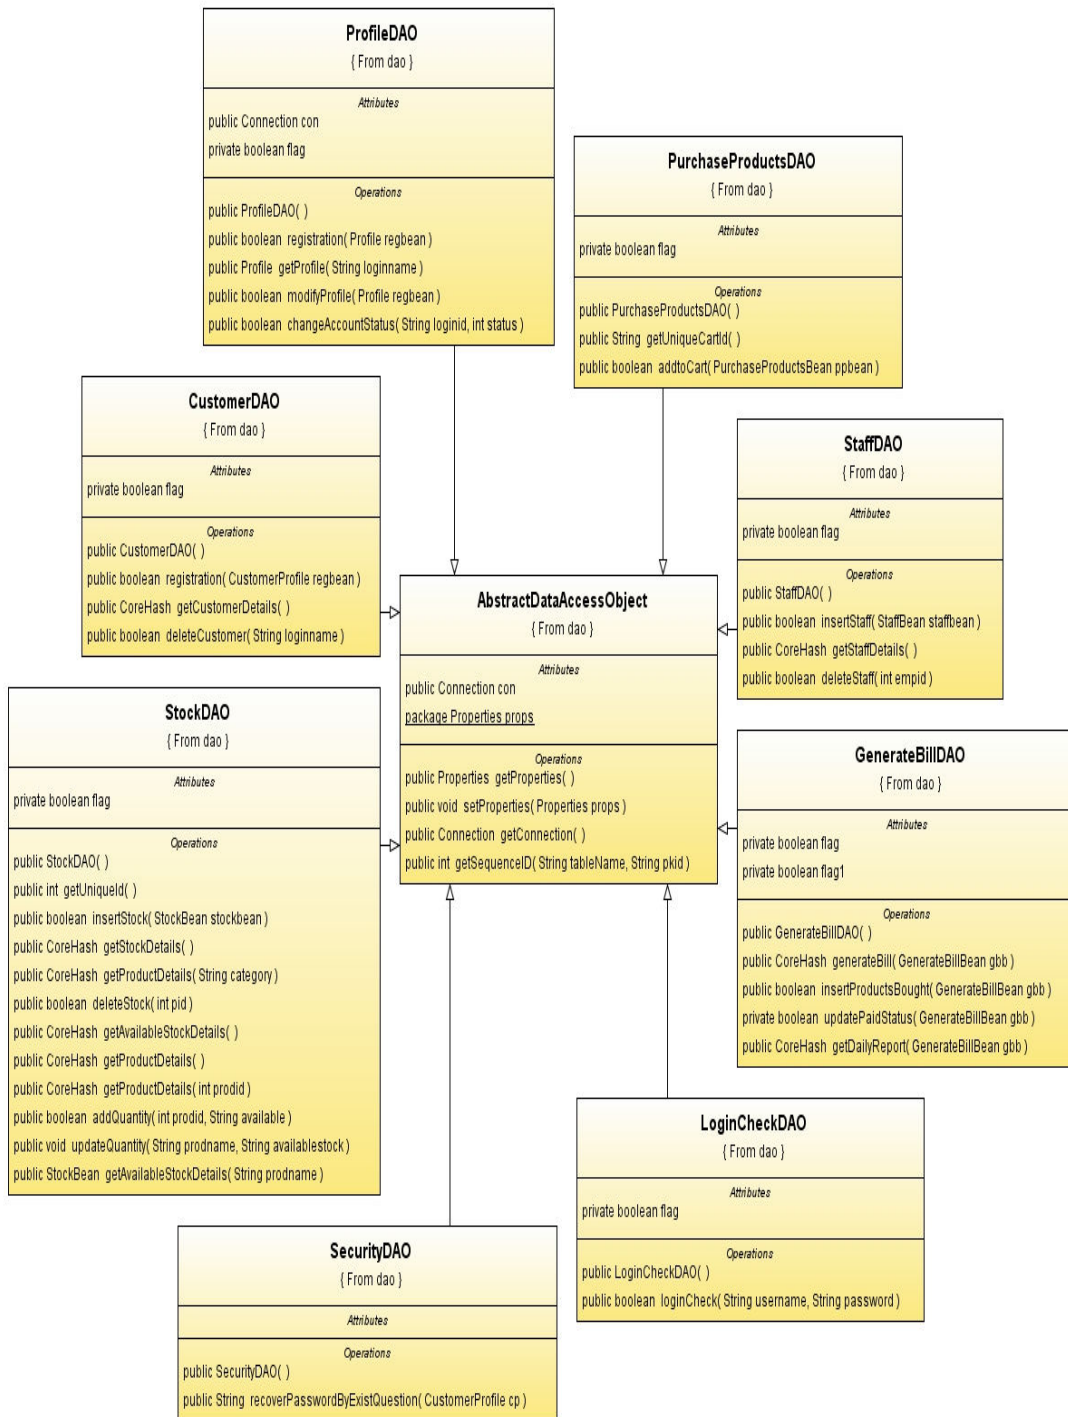 ProfileDAO
{ From dao }
Attributes
public Connection con
private boolean flag
Operations
public ProfileDAO( )
public boolean registration( Profile regbean )
public Profile getProfile( String loginname )
public boolean modifyProfile( Profile regbean )
public boolean changeAccountStatus( String loginid, int status )
PurchaseProductsDAO
{ From dao }
Attributes
private boolean flag
Operations
public PurchaseProductsDAO( )
public String getUniqueCartId( )
public boolean addtoCart( PurchaseProductsBean ppbean )
CustomerDAO
{ From dao }
Attributes
private boolean flag
Operations
public CustomerDAO( )
public boolean registration( CustomerProfile regbean )
public CoreHash getCustomerDetails( )
public boolean deleteCustomer( String loginname )
StaffDAO
{ From dao }
Attributes
private boolean flag
Operations
public StaffDAO( )
public boolean insertStaff( StaffBean staffbean )
public CoreHash getStaffDetails( )
public boolean deleteStaff( int empid )
AbstractDataAccessObject
{ From dao }
Attributes
public Connection con
package Properties props
Operations
public Properties getProperties( )
public void setProperties( Properties props )
public Connection getConnection( )
public int getSequenceID( String tableName, String pkid )
StockDAO
{ From dao }
Attributes
private boolean flag
Operations
public StockDAO( )
public int getUniqueId( )
public boolean insertStock( StockBean stockbean )
public CoreHash getStockDetails( )
public CoreHash getProductDetails( String category )
public boolean deleteStock( int pid )
public CoreHash getAvailableStockDetails( )
public CoreHash getProductDetails( )
public CoreHash getProductDetails( int prodid )
public boolean addQuantity( int prodid, String available )
public void updateQuantity( String prodname, String availablestock )
public StockBean getAvailableStockDetails( String prodname )
GenerateBillDAO
{ From dao }
Attributes
private boolean flag
private boolean flag1
Operations
public GenerateBillDAO( )
public CoreHash generateBill( GenerateBillBean gbb )
public boolean insertProductsBought( GenerateBillBean gbb )
private boolean updatePaidStatus( GenerateBillBean gbb )
public CoreHash getDailyReport( GenerateBillBean gbb )
LoginCheckDAO
{ From dao }
Attributes
private boolean flag
Operations
public LoginCheckDAO( )
public boolean loginCheck( String username, String password )
SecurityDAO
{ From dao }
Attributes
Operations
public SecurityDAO( )
public String recoverPasswordByExistQuestion( CustomerProfile cp )